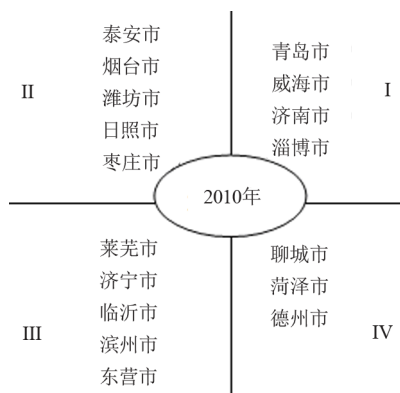 II
泰安市
烟台市
潍坊市
日照市
枣庄市
青岛市
威海市
济南市
淄博市
I
2010年
III
莱芜市
济宁市
临沂市
滨州市
东营市
聊城市
菏泽市
德州市
IV